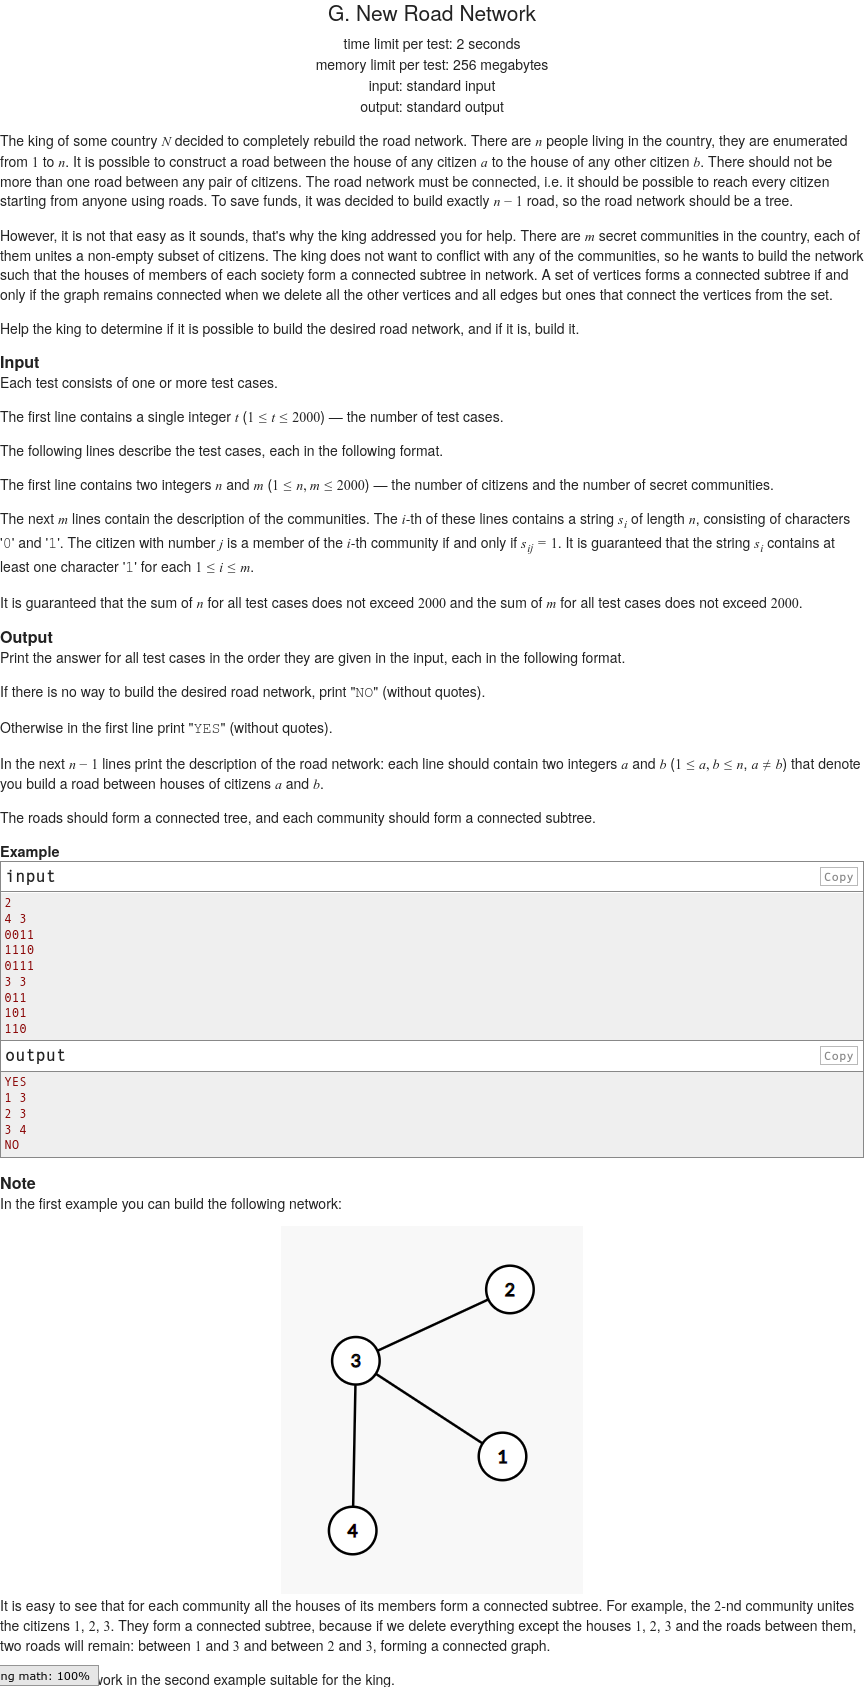 G. New Road Network
time limit per test: 2 seconds
memory limit per test: 256 megabytes
input: standard input
output: standard output
The king of some country N decided to completely rebuild the road network. There are n people living in the country, they are enumerated
from 1 to n. It is possible to construct a road between the house of any citizen a to the house of any other citizen b. There should not be
more than one road between any pair of citizens. The road network must be connected, i.e. it should be possible to reach every citizen
starting from anyone using roads. To save funds, it was decided to build exactly n − 1 road, so the road network should be a tree.
However, it is not that easy as it sounds, that's why the king addressed you for help. There are m secret communities in the country, each of
them unites a non-empty subset of citizens. The king does not want to conflict with any of the communities, so he wants to build the network
such that the houses of members of each society form a connected subtree in network. A set of vertices forms a connected subtree if and
only if the graph remains connected when we delete all the other vertices and all edges but ones that connect the vertices from the set.
Help the king to determine if it is possible to build the desired road network, and if it is, build it.
Input
Each test consists of one or more test cases.
The first line contains a single integer t (1 ≤ t ≤ 2000) — the number of test cases.
The following lines describe the test cases, each in the following format.
The first line contains two integers n and m (1 ≤ n, m ≤ 2000) — the number of citizens and the number of secret communities.
The next m lines contain the description of the communities. The i-th of these lines contains a string s_i of length n, consisting of characters
'0' and '1'. The citizen with number j is a member of the i-th community if and only if s_ij = 1. It is guaranteed that the string s_i contains at
least one character '1' for each 1 ≤ i ≤ m.
It is guaranteed that the sum of n for all test cases does not exceed 2000 and the sum of m for all test cases does not exceed 2000.
Output
Print the answer for all test cases in the order they are given in the input, each in the following format.
If there is no way to build the desired road network, print "NO" (without quotes).
Otherwise in the first line print "YES" (without quotes).
In the next n − 1 lines print the description of the road network: each line should contain two integers a and b (1 ≤ a, b ≤ n, a ≠ b) that denote
you build a road between houses of citizens a and b.
The roads should form a connected tree, and each community should form a connected subtree.
Example
input Copy
2
4 3
0011
1110
0111
3 3
011
101
110
output Copy
YES
1 3
2 3
3 4
NO
Note
In the first example you can build the following network:
2
3
1
4
It is easy to see that for each community all the houses of its members form a connected subtree. For example, the 2-nd community unites
the citizens 1, 2, 3. They form a connected subtree, because if we delete everything except the houses 1, 2, 3 and the roads between them,
two roads will remain: between 1 and 3 and between 2 and 3, forming a connected graph.
ng math: 100% work in the second example suitable for the king.